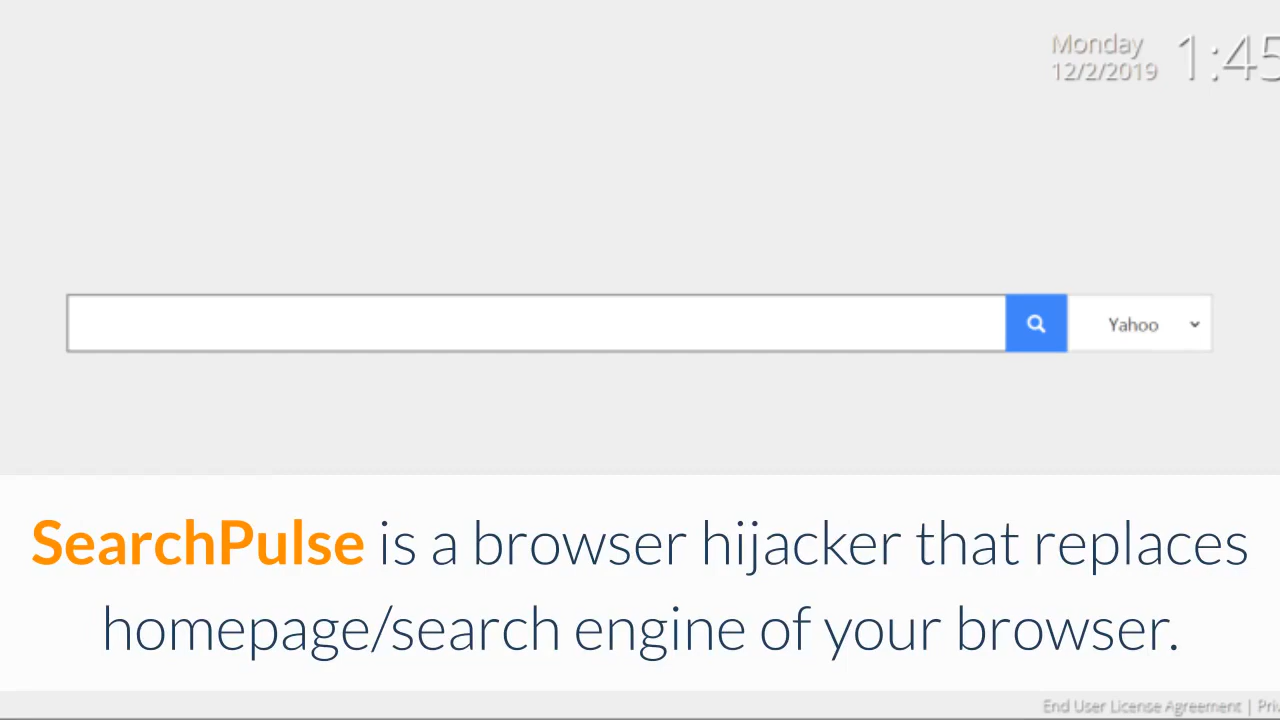 Monday
12/2/2019
1:45
Yahoo
SearchPulse is a browser hijacker that replaces
homepage/search engine of your browser.
End User License Agreement | Pri